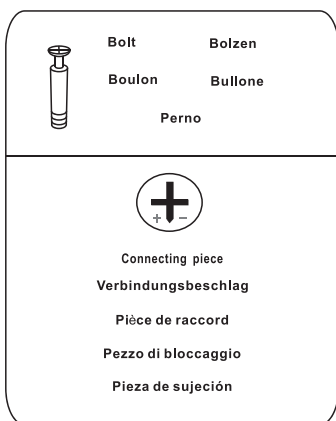 Bolt Bolzen
Boulon Bullone
Perno
+ −
Connecting piece
Verbindungsbeschlag
Pièce de raccord
Pezzo di bloccaggio
Pieza de sujeción